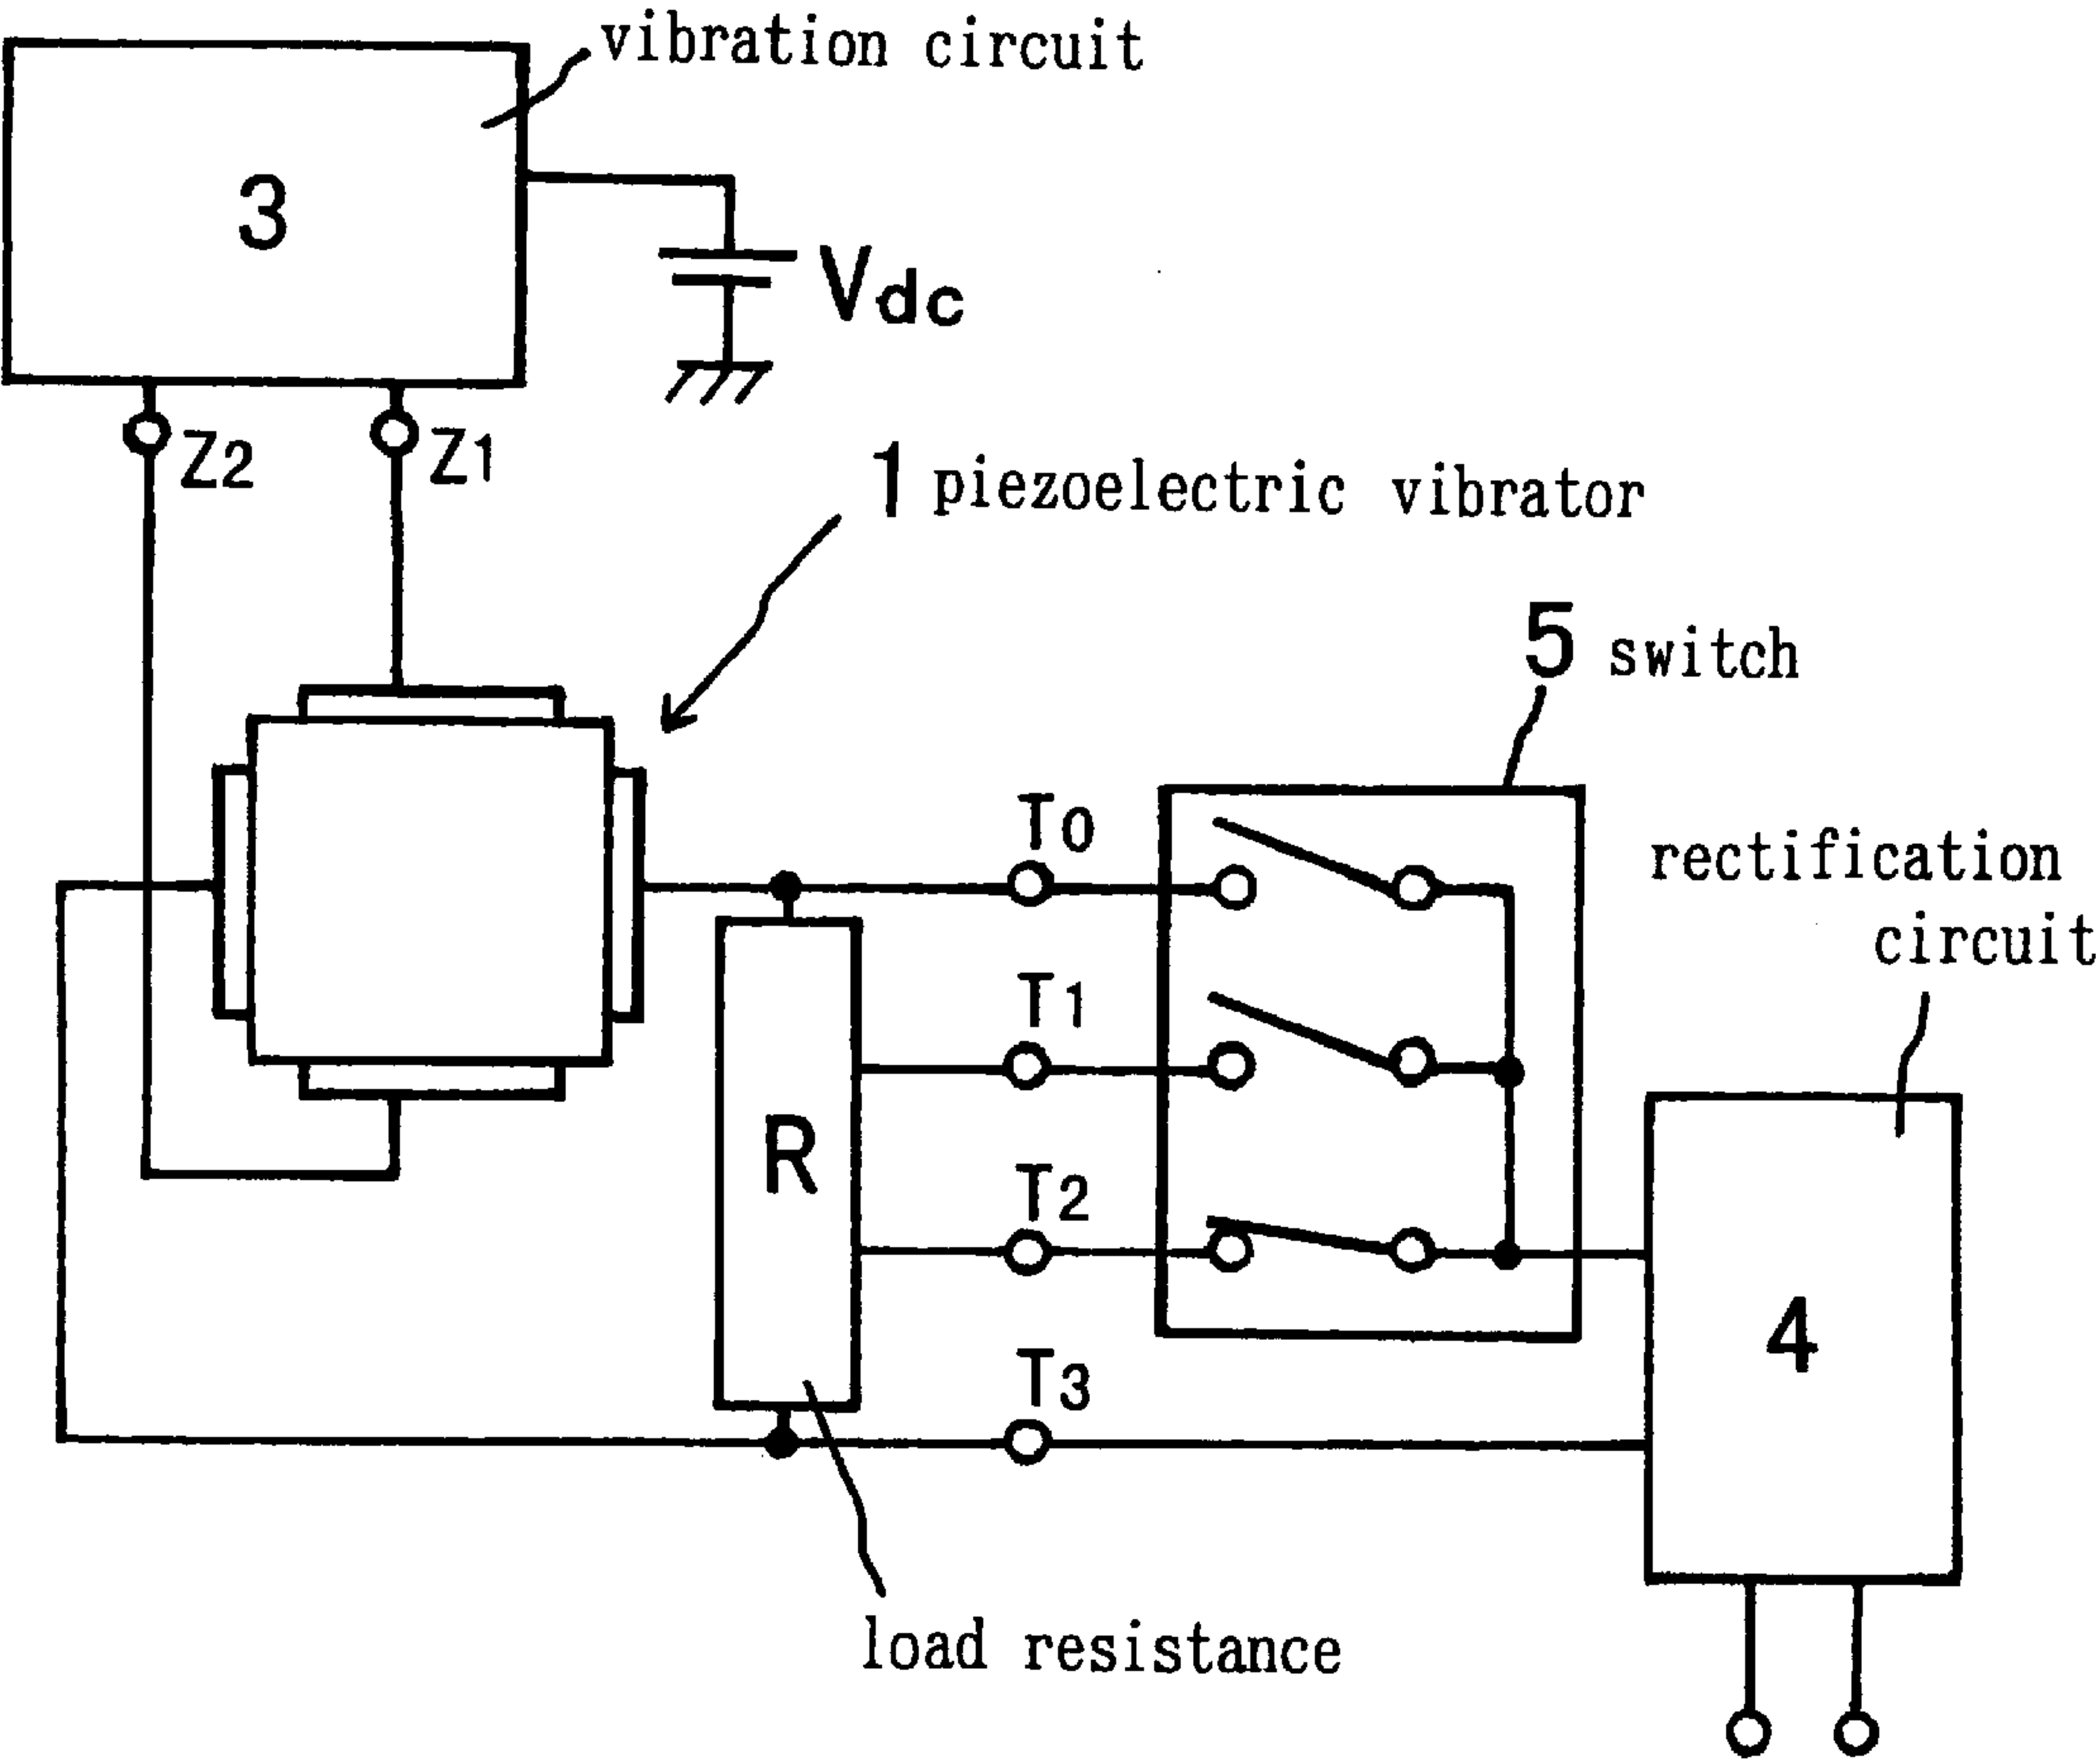 vibration circuit
3
Vdc
Z2
Z1
1 piezoelectric vibrator
5 switch
T0
rectification
circuit
T1
R
T2
4
T3
load resistance